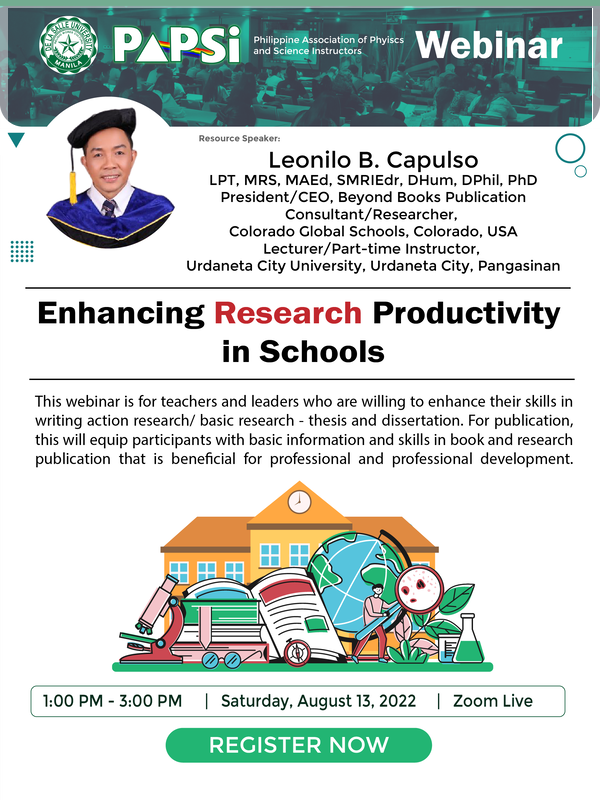 DE LA SALLE UNIVERSITY
MANILA
PAPSi
Philippine Association of Phyiscs
and Science Instructors
Webinar
Resource Speaker:
Leonilo B. Capulso
LPT, MRS, MAEd, SMRIEdr, DHum, DPhil, PhD
President/CEO, Beyond Books Publication
Consultant/Researcher,
Colorado Global Schools, Colorado, USA
Lecturer/Part-time Instructor,
Urdaneta City University, Urdaneta City, Pangasinan
Enhancing Research Productivity
in Schools
This webinar is for teachers and leaders who are willing to enhance their skills in
writing action research/ basic research - thesis and dissertation. For publication,
this will equip participants with basic information and skills in book and research
publication that is beneficial for professional and professional development.
1:00 PM - 3:00 PM | Saturday, August 13, 2022 | Zoom Live
REGISTER NOW